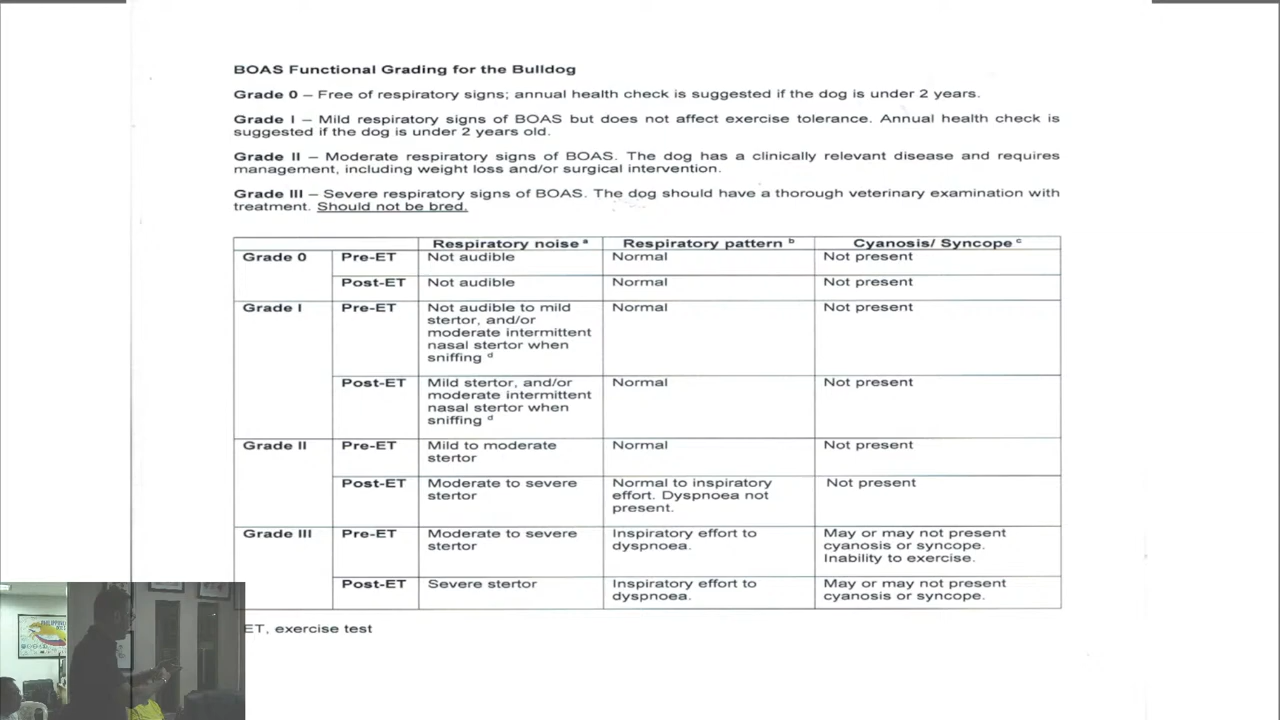 BOAS Functional Grading for the Bulldog
Grade 0 – Free of respiratory signs; annual health check is suggested if the dog is under 2 years.
Grade I – Mild respiratory signs of BOAS but does not affect exercise tolerance. Annual health check is
suggested if the dog is under 2 years old.
Grade II – Moderate respiratory signs of BOAS. The dog has a clinically relevant disease and requires
management, including weight loss and/or surgical intervention.
Grade III – Severe respiratory signs of BOAS. The dog should have a thorough veterinary examination with
treatment. Should not be bred.
Respiratory noise a Respiratory pattern b Cyanosis/ Syncope c
Grade 0 Pre-ET Not audible Normal Not present
Post-ET Not audible Normal Not present
Grade I Pre-ET Not audible to mild Normal Not present
stertor, and/or
moderate intermittent
nasal stertor when
sniffing d
Post-ET Mild stertor, and/or Normal Not present
moderate intermittent
nasal stertor when
sniffing d
Grade II Pre-ET Mild to moderate Normal Not present
stertor
Post-ET Moderate to severe Normal to inspiratory Not present
stertor effort. Dyspnoea not
present.
Grade III Pre-ET Moderate to severe Inspiratory effort to May or may not present
stertor dyspnoea. cyanosis or syncope.
Inability to exercise.
Post-ET Severe stertor Inspiratory effort to May or may not present
dyspnoea. cyanosis or syncope.
ET, exercise test